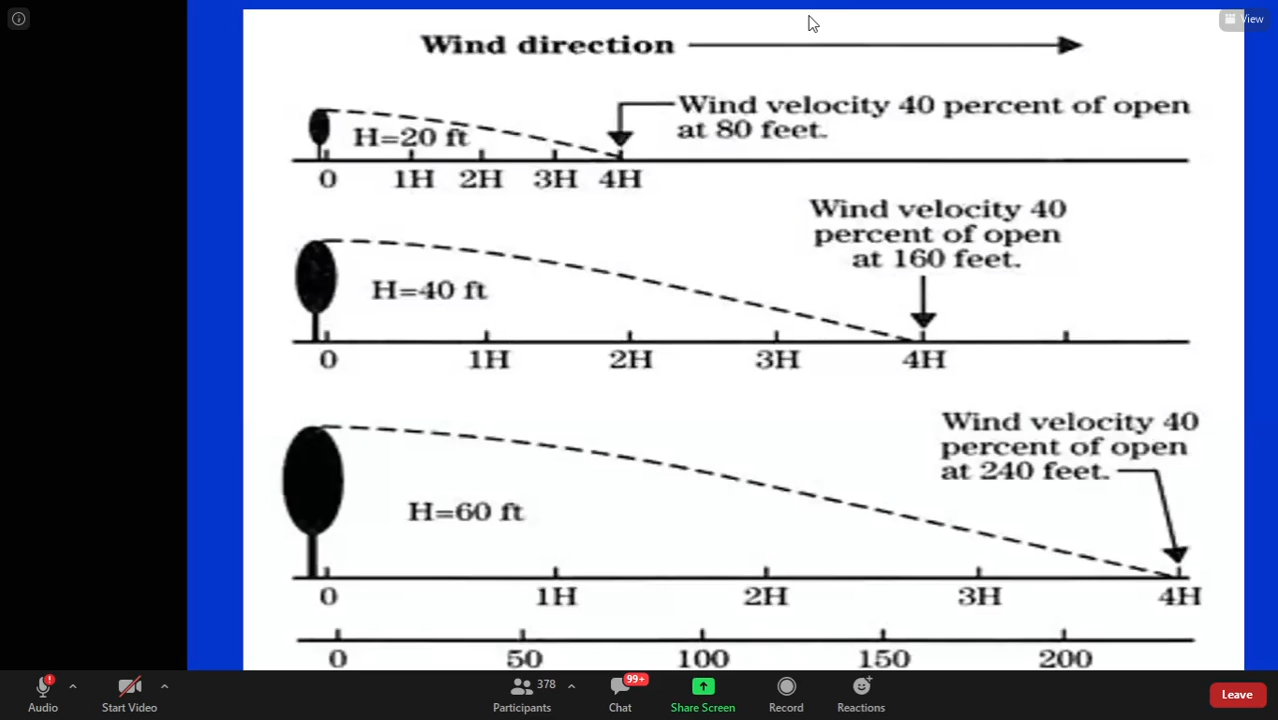 View
Wind direction
Wind velocity 40 percent of open
at 80 feet.
H=20 ft
0 1H 2H 3H 4H
Wind velocity 40
percent of open
at 160 feet.
H=40 ft
0 1H 2H 3H 4H
Wind velocity 40
percent of open
at 240 feet.
H=60 ft
0 1H 2H 3H 4H
0 50 100 150 200
378 99+
Audio Start Video Participants Chat Share Screen Record Reactions Leave